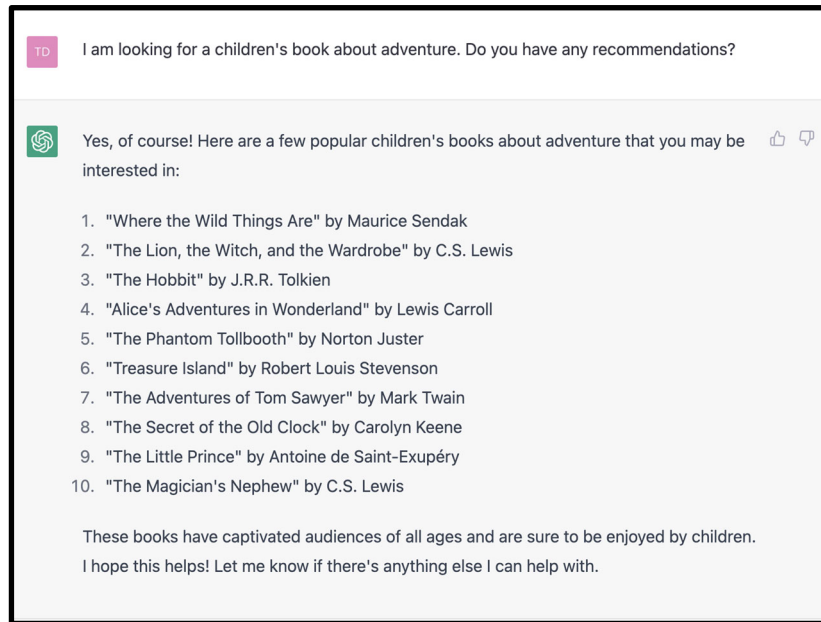 TD
I am looking for a children's book about adventure. Do you have any recommendations?
Yes, of course! Here are a few popular children's books about adventure that you may be
interested in:
1. "Where the Wild Things Are" by Maurice Sendak
2. "The Lion, the Witch, and the Wardrobe" by C.S. Lewis
3. "The Hobbit" by J.R.R. Tolkien
4. "Alice's Adventures in Wonderland" by Lewis Carroll
5. "The Phantom Tollbooth" by Norton Juster
6. "Treasure Island" by Robert Louis Stevenson
7. "The Adventures of Tom Sawyer" by Mark Twain
8. "The Secret of the Old Clock" by Carolyn Keene
9. "The Little Prince" by Antoine de Saint-Exupéry
10. "The Magician's Nephew" by C.S. Lewis
These books have captivated audiences of all ages and are sure to be enjoyed by children.
I hope this helps! Let me know if there's anything else I can help with.